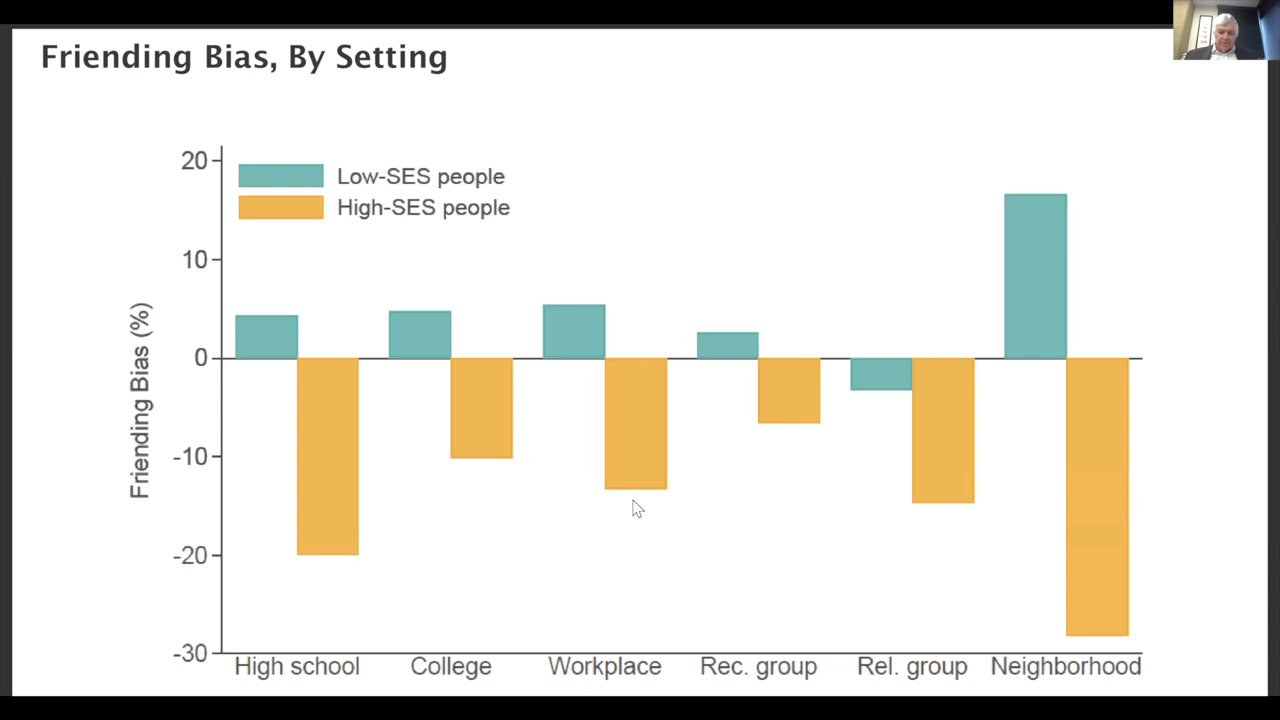 Friending Bias, By Setting
Low-SES people
High-SES people
Friending Bias (%)
20
10
0
-10
-20
-30
High school
College
Workplace
Rec. group
Rel. group
Neighborhood